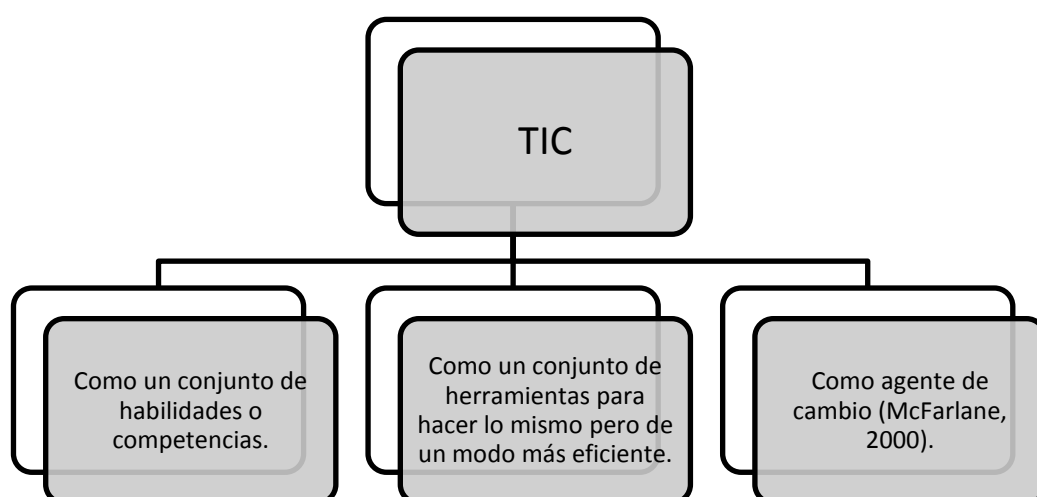 TIC
Como un conjunto de
habilidades o
competencias.
Como un conjunto de
herramientas para
hacer lo mismo pero de
un modo más eficiente.
Como agente de
cambio (McFarlane,
2000).